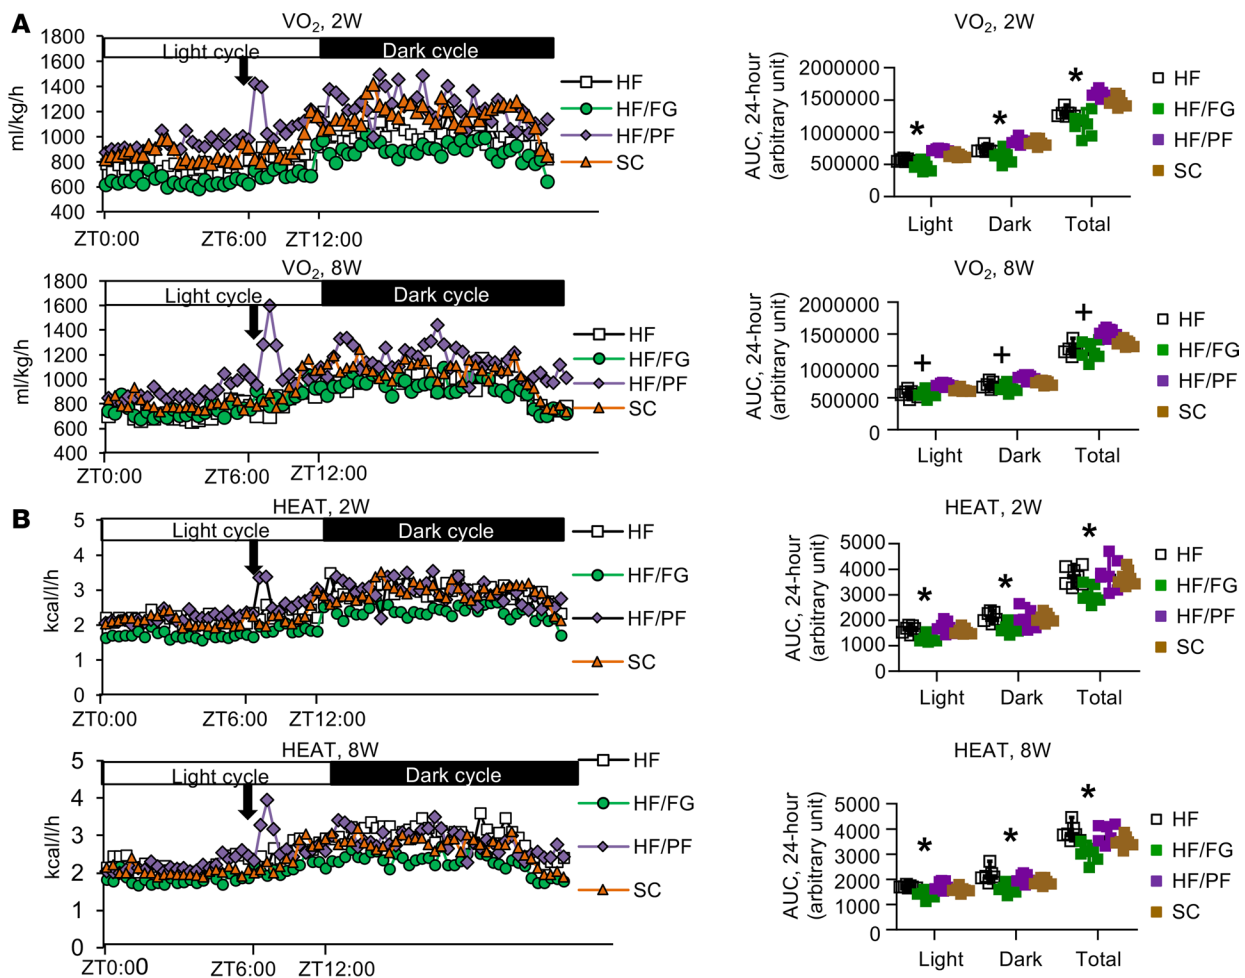 A
VO2, 2W
1800
1600
1400
1200
1000
800
600
400
ml/kg/h
Light cycle
Dark cycle
ZT0:00
ZT6:00
ZT12:00
HF
HF/FG
HF/PF
SC
VO2, 2W
AUC, 24-hour
(arbitrary unit)
2000000
1500000
1000000
500000
0
*
*
*
Light
Dark
Total
HF
HF/FG
HF/PF
SC
VO2, 8W
1800
1600
1400
1200
1000
800
600
400
ml/kg/h
Light cycle
Dark cycle
ZT0:00
ZT6:00
ZT12:00
HF
HF/FG
HF/PF
SC
VO2, 8W
AUC, 24-hour
(arbitrary unit)
2000000
1500000
1000000
500000
0
+
+
+
Light
Dark
Total
HF
HF/FG
HF/PF
SC
B
HEAT, 2W
5
4
3
2
1
0
kcal/l/h
Light cycle
Dark cycle
ZT0:00
ZT6:00
ZT12:00
HF
HF/FG
HF/PF
SC
HEAT, 2W
AUC, 24-hour
(arbitrary unit)
5000
4000
3000
2000
1000
0
*
*
*
Light
Dark
Total
HF
HF/FG
HF/PF
SC
HEAT, 8W
5
4
3
2
1
0
kcal/l/h
Light cycle
Dark cycle
ZT0:00
ZT6:00
ZT12:00
HF
HF/FG
HF/PF
SC
HEAT, 8W
AUC, 24-hour
(arbitrary unit)
5000
4000
3000
2000
1000
0
*
*
*
Light
Dark
Total
HF
HF/FG
HF/PF
SC